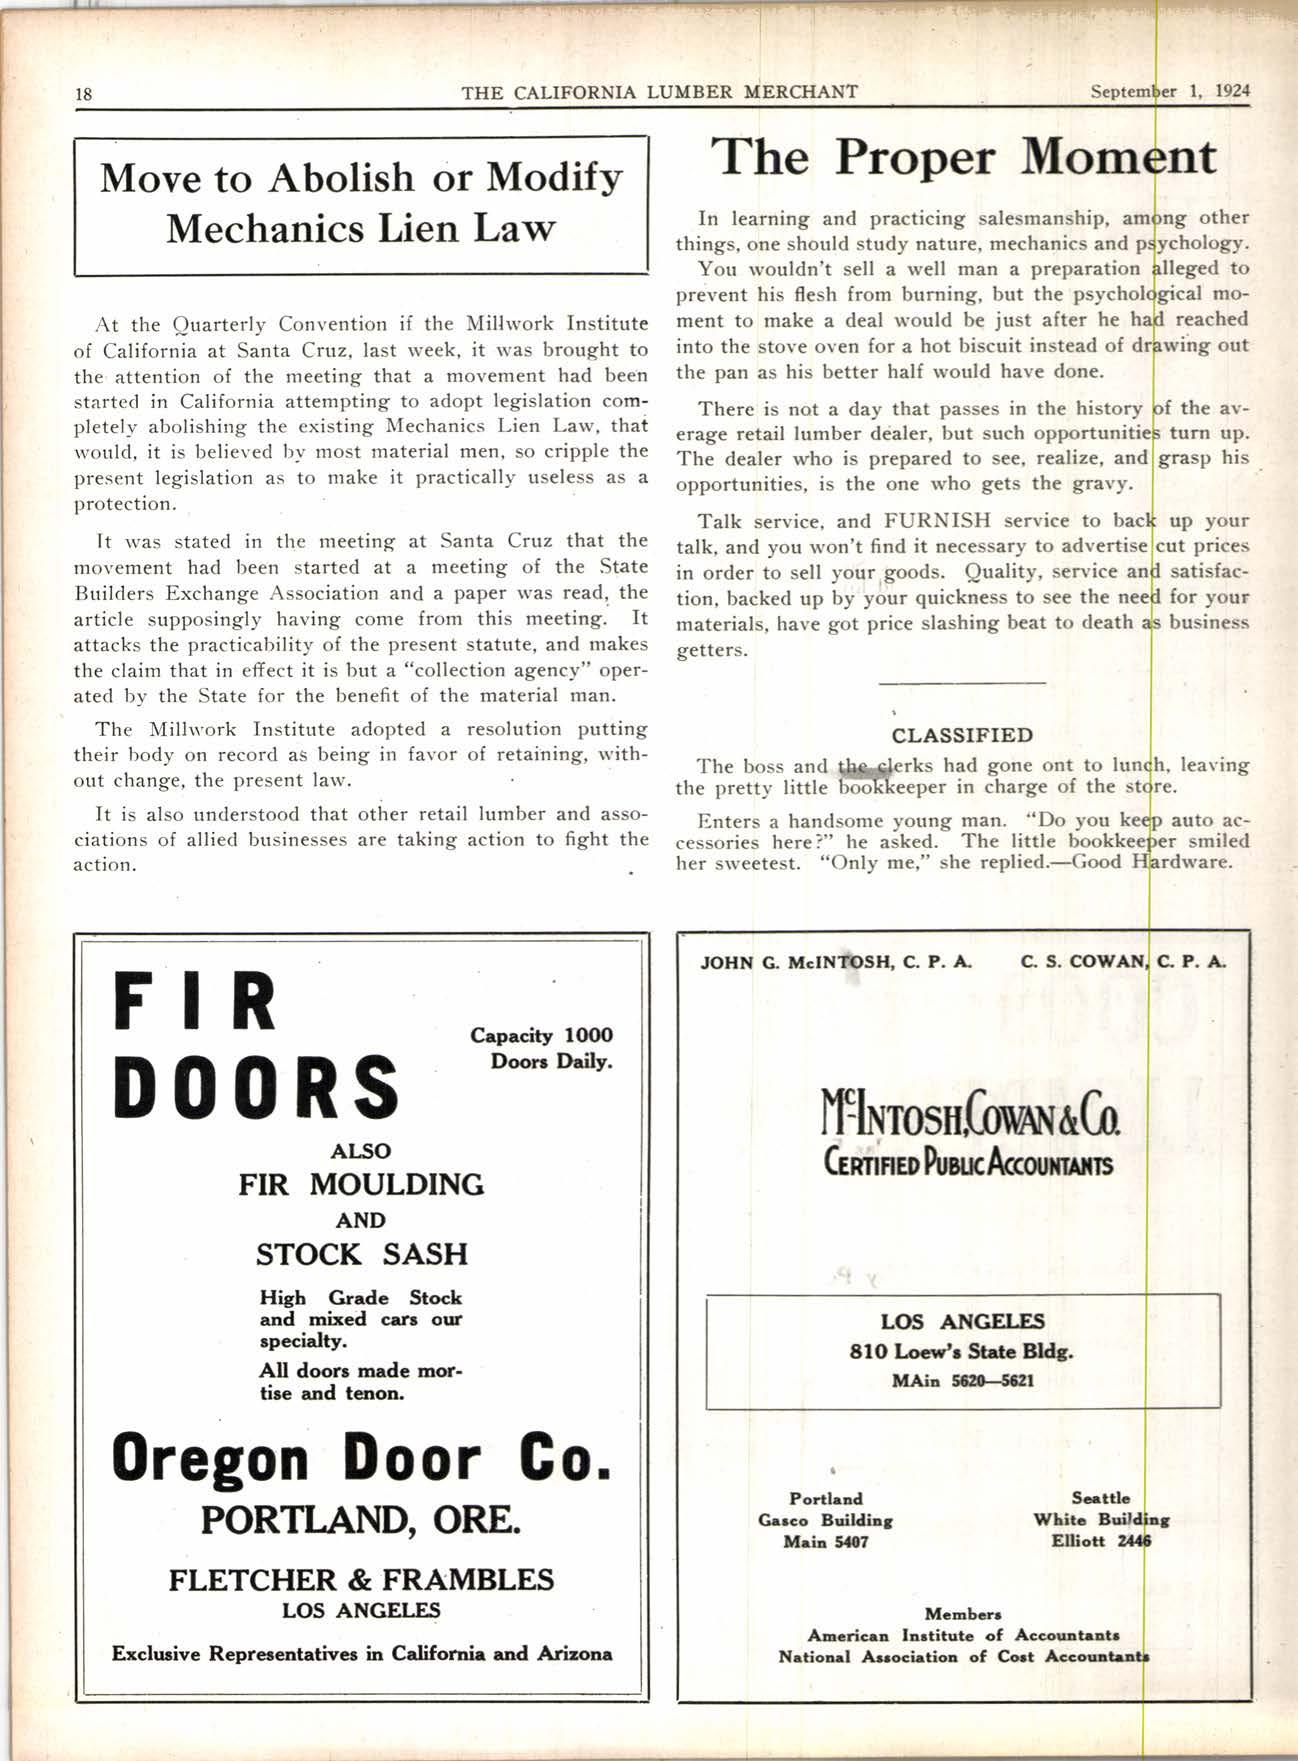 18
THE CALIFORNIA LUMBER MERCHANT
September 1, 1924
Move to Abolish or Modify
Mechanics Lien Law
At the Quarterly Convention if the Millwork Institute
of California at Santa Cruz, last week, it was brought to
the attention of the meeting that a movement had been
started in California attempting to adopt legislation com-
pletely abolishing the existing Mechanics Lien Law, that
would, it is believed by most material men, so cripple the
present legislation as to make it practically useless as a
protection.
It was stated in the meeting at Santa Cruz that the
movement had been started at a meeting of the State
Builders Exchange Association and a paper was read, the
article supposingly having come from this meeting. It
attacks the practicability of the present statute, and makes
the claim that in effect it is but a “collection agency” oper-
ated by the State for the benefit of the material man.
The Millwork Institute adopted a resolution putting
their body on record as being in favor of retaining, with-
out change, the present law.
It is also understood that other retail lumber and asso-
ciations of allied businesses are taking action to fight the
action.
The Proper Moment
In learning and practicing salesmanship, among other
things, one should study nature, mechanics and psychology.
You wouldn't sell a well man a preparation alleged to
prevent his flesh from burning, but the psychological mo-
ment to make a deal would be just after he had reached
into the stove oven for a hot biscuit instead of drawing out
the pan as his better half would have done.
There is not a day that passes in the history of the av-
erage retail lumber dealer, but such opportunities turn up.
The dealer who is prepared to see, realize, and grasp his
opportunities, is the one who gets the gravy.
Talk service, and FURNISH service to back up your
talk, and you won't find it necessary to advertise cut prices
in order to sell your goods. Quality, service and satisfac-
tion, backed up by your quickness to see the need for your
materials, have got price slashing beat to death as business
getters.
CLASSIFIED
The boss and the clerks had gone ont to lunch, leaving
the pretty little bookkeeper in charge of the store.
Enters a handsome young man. “Do you keep auto ac-
cessories here?” he asked. The little bookkeeper smiled
her sweetest. “Only me,” she replied.—Good Hardware.
FIR
DOORS
Capacity 1000
Doors Daily.
ALSO
FIR MOULDING
AND
STOCK SASH
High Grade Stock
and mixed cars our
specialty.
All doors made mor-
tise and tenon.
Oregon Door Co.
PORTLAND, ORE.
FLETCHER & FRAMBLES
LOS ANGELES
Exclusive Representatives in California and Arizona
JOHN G. McINTOSH, C. P. A. C. S. COWAN, C. P. A.
McINTOSH, COWAN & CO.
CERTIFIED PUBLIC ACCOUNTANTS
LOS ANGELES
810 Loew's State Bldg.
MAin 5620—5621
Portland
Gasco Building
Main 5407
Seattle
White Building
Elliott 2446
Members
American Institute of Accountants
National Association of Cost Accountants